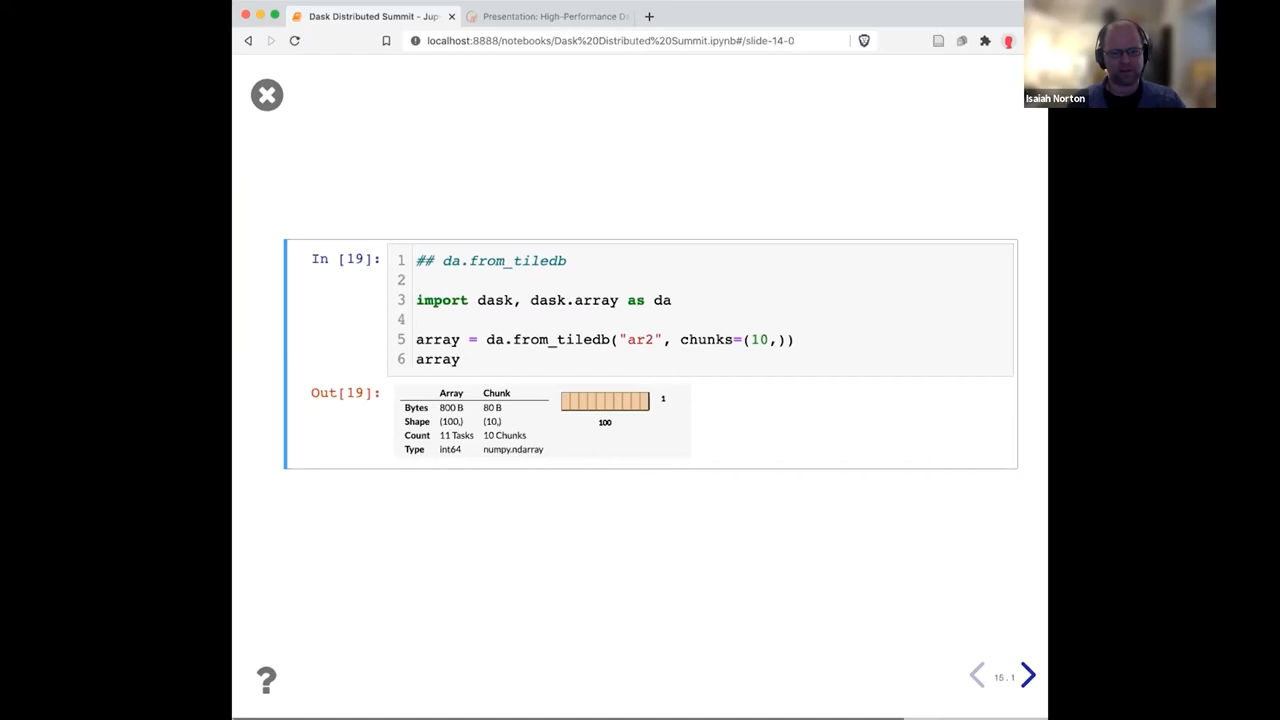 Dask Distributed Summit - Jup
Presentation: High-Performance D
localhost:8888/notebooks/Dask%20Distributed%20Summit.ipynb#/slide-14-0
Isaiah Norton
In [19]:
1 ## da.from_tiledb
2
3 import dask, dask.array as da
4
5 array = da.from_tiledb("ar2", chunks=(10,))
6 array
Out[19]:
Array Chunk
Bytes 800 B 80 B
Shape (100,) (10,)
Count 11 Tasks 10 Chunks
Type int64 numpy.ndarray
1
100
?
15.1